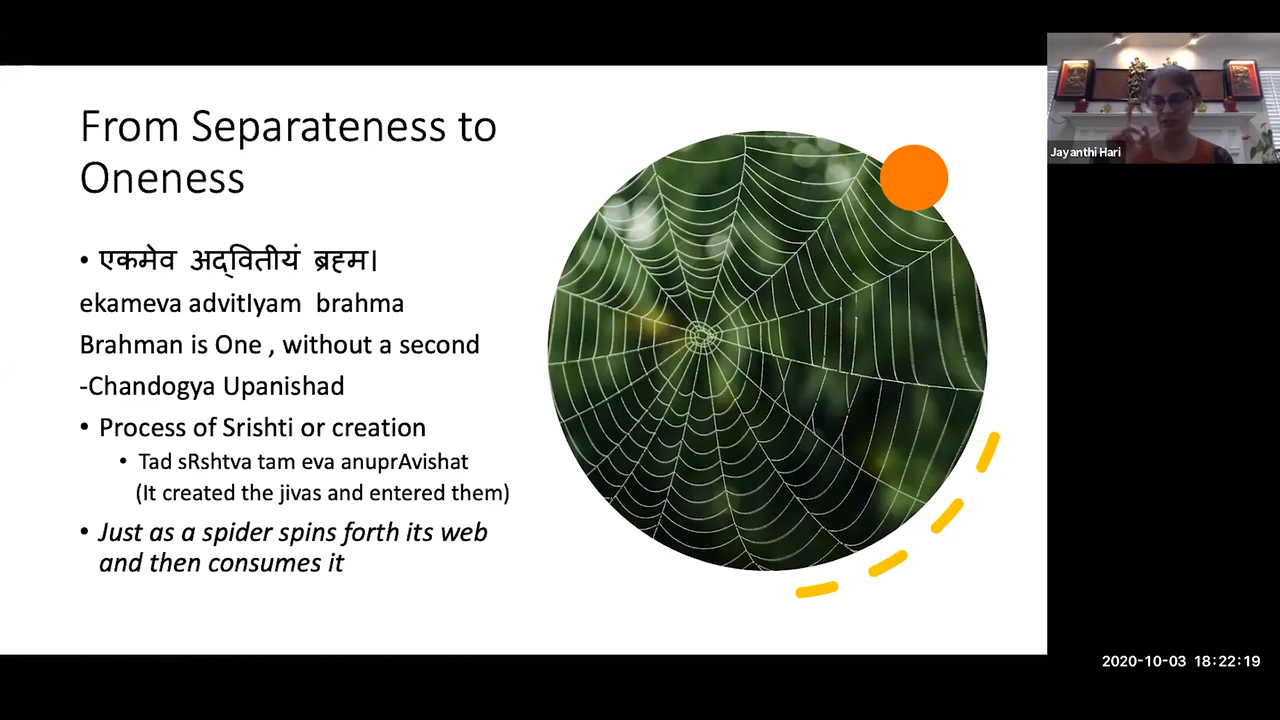 From Separateness to
Oneness
• एकमेव अद्वितीयं ब्रह्म।
ekameva advitIyam brahma
Brahman is One , without a second
-Chandogya Upanishad
• Process of Srishti or creation
• Tad sRshtva tam eva anuprAvishat
(It created the jivas and entered them)
• Just as a spider spins forth its web
and then consumes it
Jayanthi Hari
2020-10-03 18:22:19